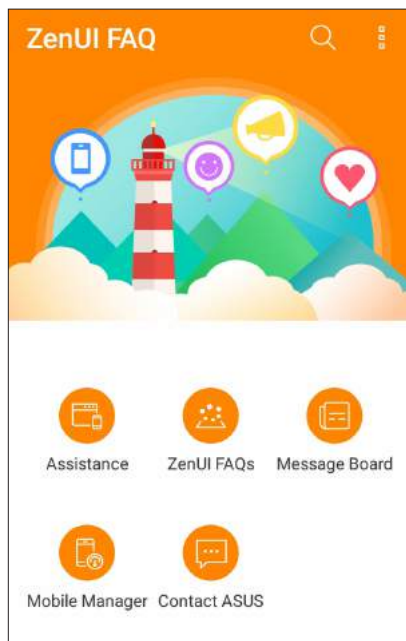 ZenUI FAQ
Assistance
ZenUI FAQs
Message Board
Mobile Manager
Contact ASUS